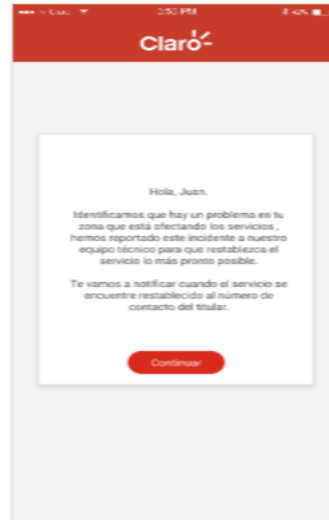 3:53 PM
42%
Claro
Hola, Juan.
Identificamos que hay un problema en tu
zona que está afectando los servicios ,
hemos reportado este incidente a nuestro
equipo técnico para que restablezca el
servicio lo más pronto posible.
Te vamos a notificar cuando el servicio se
encuentre restablecido al número de
contacto del titular.
Continuar